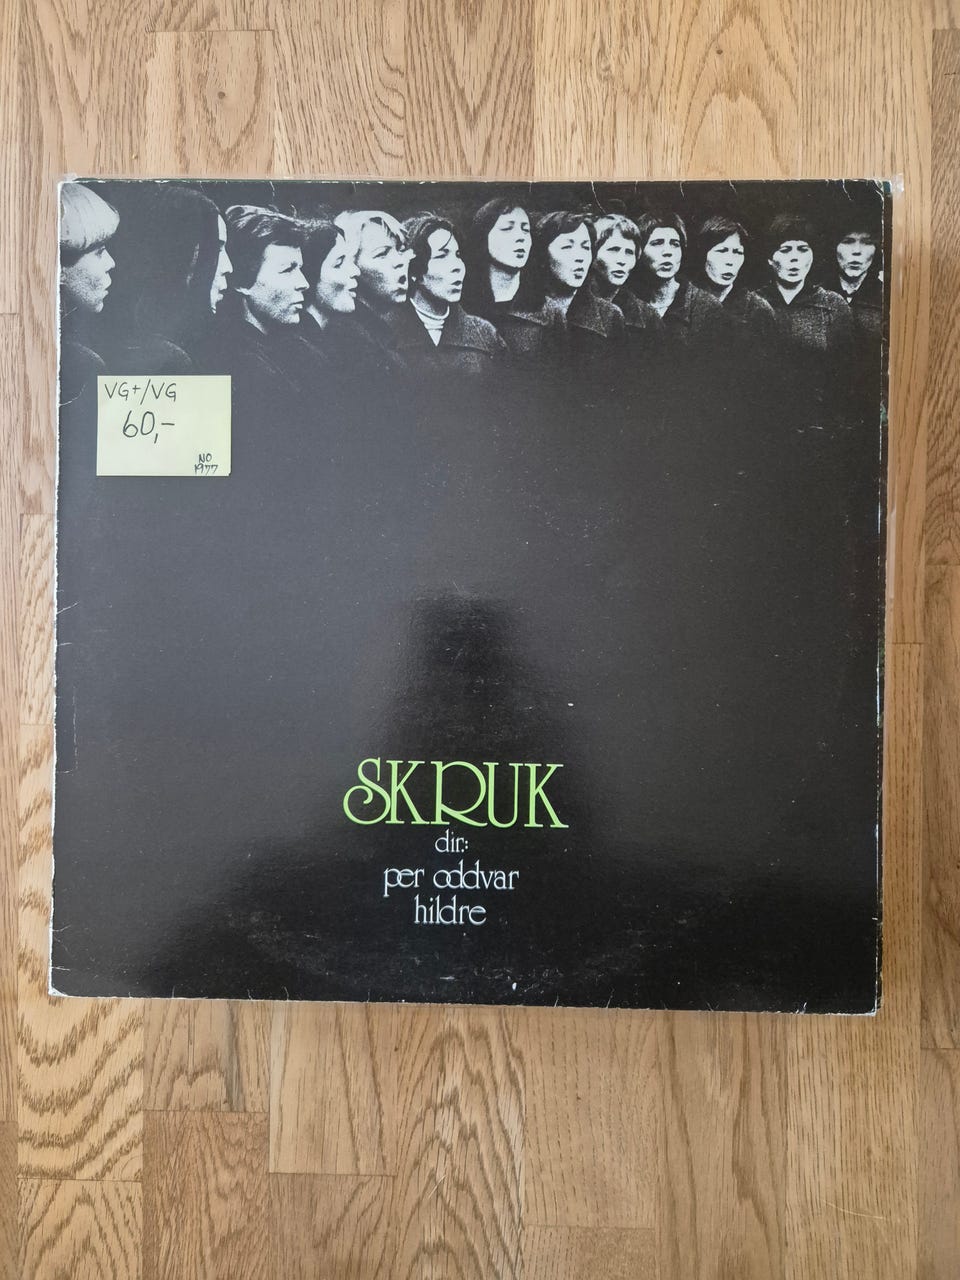 VG+/VG
60,-
NO
1977
SKRUK
dir.:
per oddvar
hildre